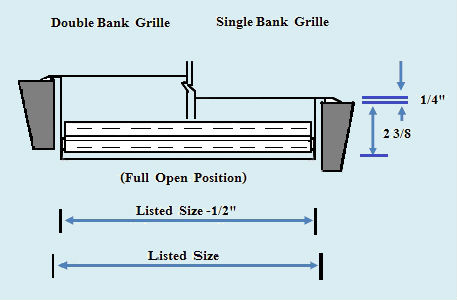 Double Bank Grille
Single Bank Grille
1/4"
2 3/8
(Full Open Position)
Listed Size -1/2"
Listed Size